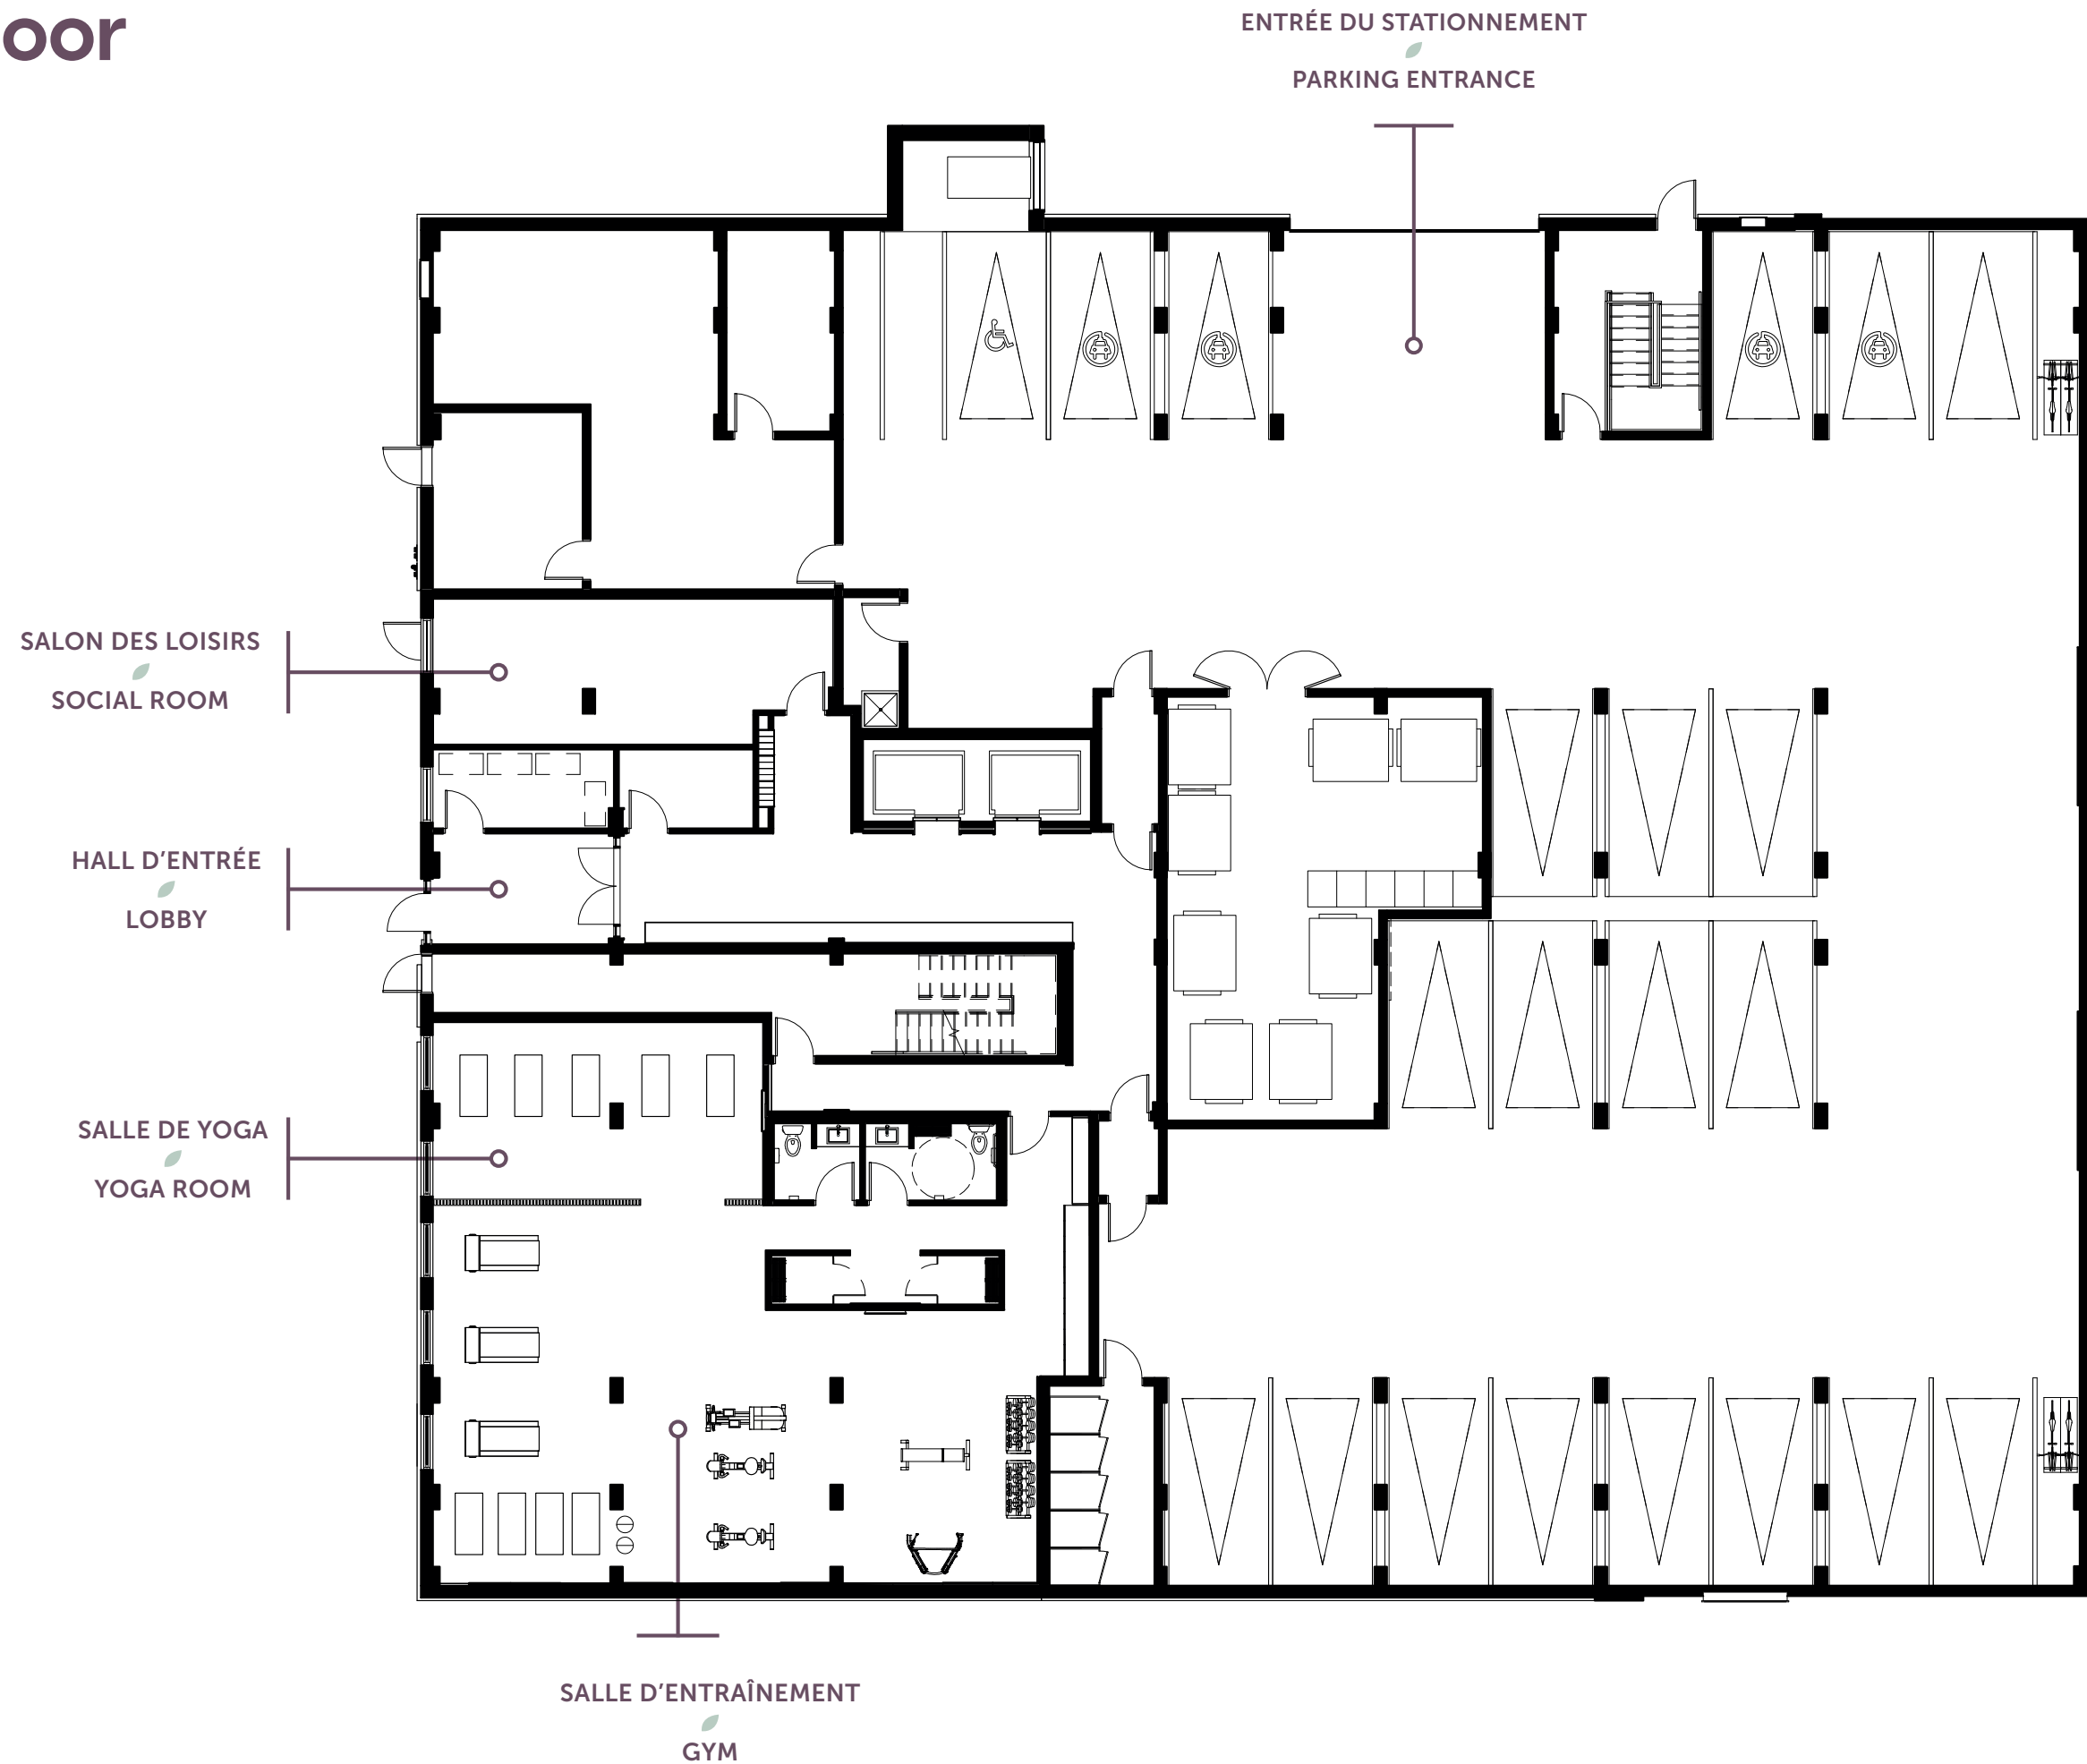 oor
ENTRÉE DU STATIONNEMENT
PARKING ENTRANCE
SALON DES LOISIRS
SOCIAL ROOM
HALL D’ENTRÉE
LOBBY
SALLE DE YOGA
YOGA ROOM
SALLE D’ENTRAÎNEMENT
GYM